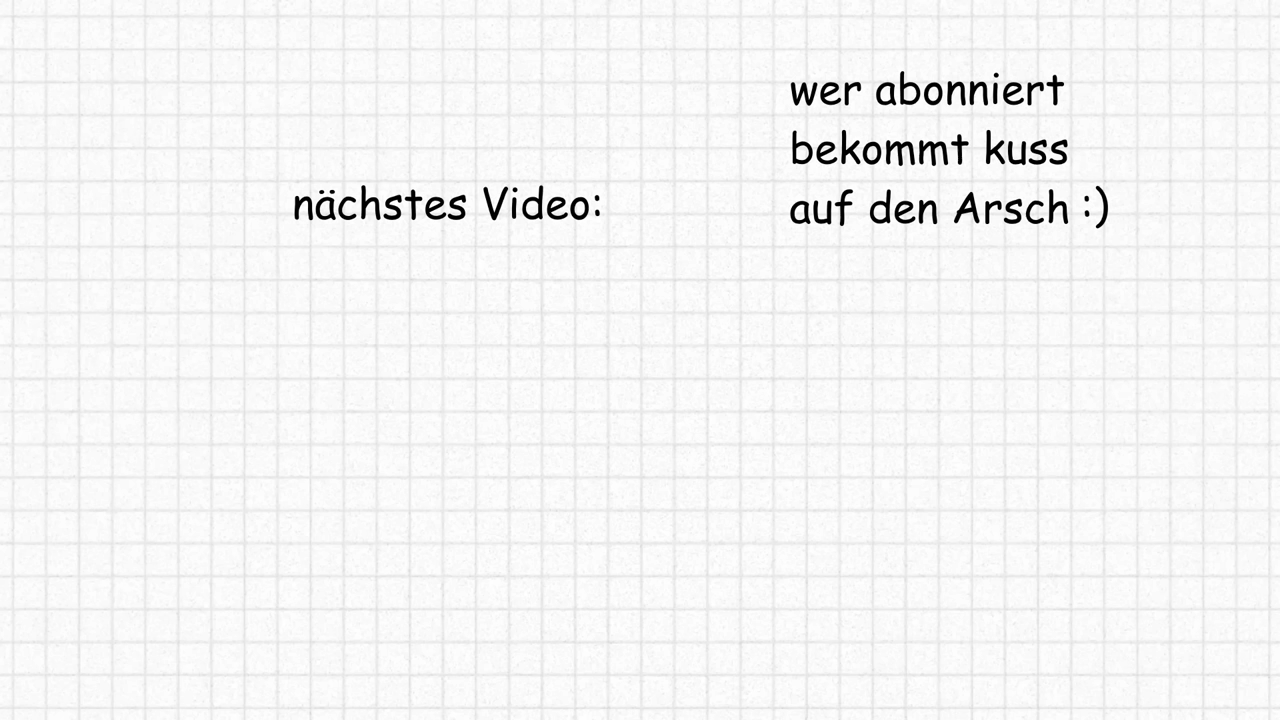 nächstes Video:
wer abonniert
bekommt kuss
auf den Arsch :)